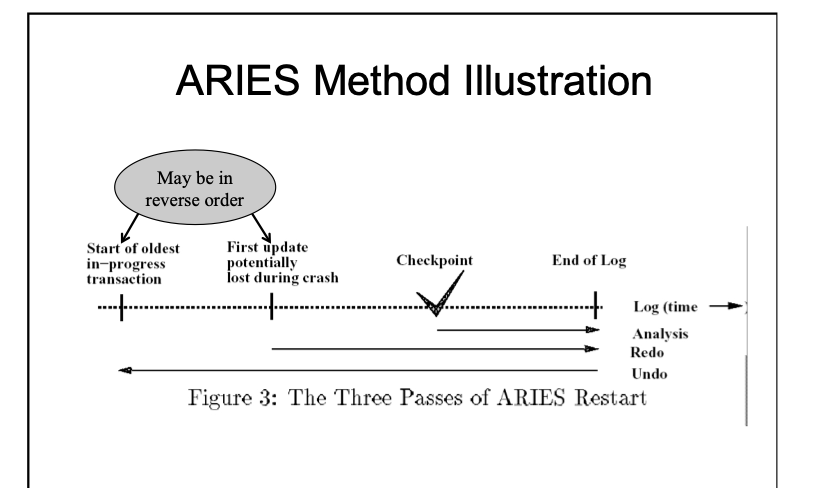 ARIES Method Illustration
May be in
reverse order
Start of oldest
in-progress
transaction
First update
potentially
lost during crash
Checkpoint
End of Log
Log (time
)
Analysis
Redo
Undo
Figure 3: The Three Passes of ARIES Restart